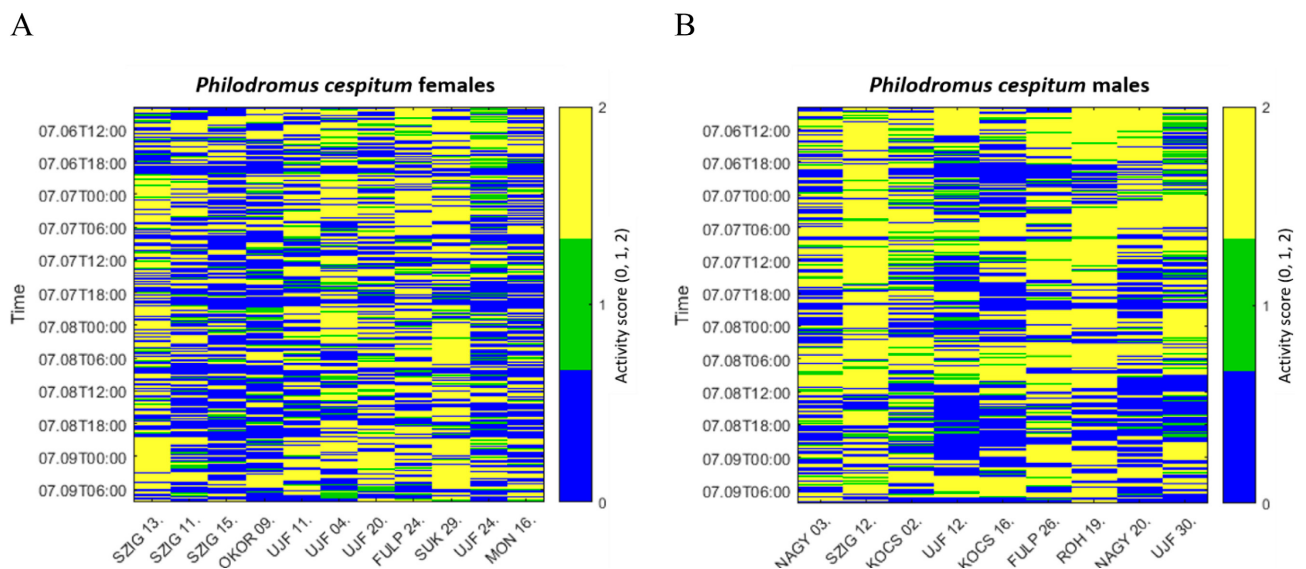 A
B
Philodromus cespitum females
Time
07.06T12:00
07.06T18:00
07.07T00:00
07.07T06:00
07.07T12:00
07.07T18:00
07.08T00:00
07.08T06:00
07.08T12:00
07.08T18:00
07.09T00:00
07.09T06:00
SZIG 13.
SZIG 11.
SZIG 15.
OKOR 09.
UJF 11.
UJF 04.
UJF 20.
FULP 24.
SUK 29.
UJF 24.
MON 16.
2
1
0
Activity score (0, 1, 2)
Philodromus cespitum males
Time
07.06T12:00
07.06T18:00
07.07T00:00
07.07T06:00
07.07T12:00
07.07T18:00
07.08T00:00
07.08T06:00
07.08T12:00
07.08T18:00
07.09T00:00
07.09T06:00
NAGY 03.
SZIG 12.
KOCS 02.
UJF 12.
KOCS 16.
FULP 26.
ROH 19.
NAGY 20.
UJF 30.
2
1
0
Activity score (0, 1, 2)